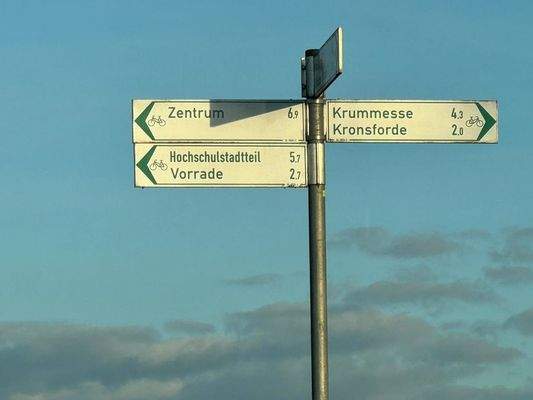 Zentrum 6,9
Hochschulstadtteil 5,7
Vorrade 2,7
Krummesse 4,3
Kronsforde 2,0